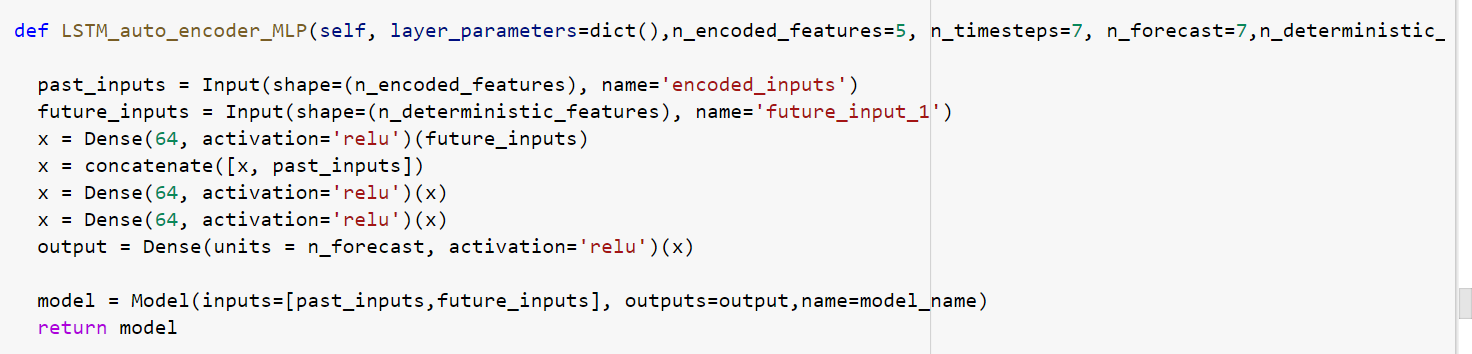 def LSTM_auto_encoder_MLP(self, layer_parameters=dict(),n_encoded_features=5, n_timesteps=7, n_forecast=7,n_deterministic_
past_inputs = Input(shape=(n_encoded_features), name='encoded_inputs')
future_inputs = Input(shape=(n_deterministic_features), name='future_input_1')
x = Dense(64, activation='relu')(future_inputs)
x = concatenate([x, past_inputs])
x = Dense(64, activation='relu')(x)
x = Dense(64, activation='relu')(x)
output = Dense(units = n_forecast, activation='relu')(x)
model = Model(inputs=[past_inputs,future_inputs], outputs=output,name=model_name)
return model